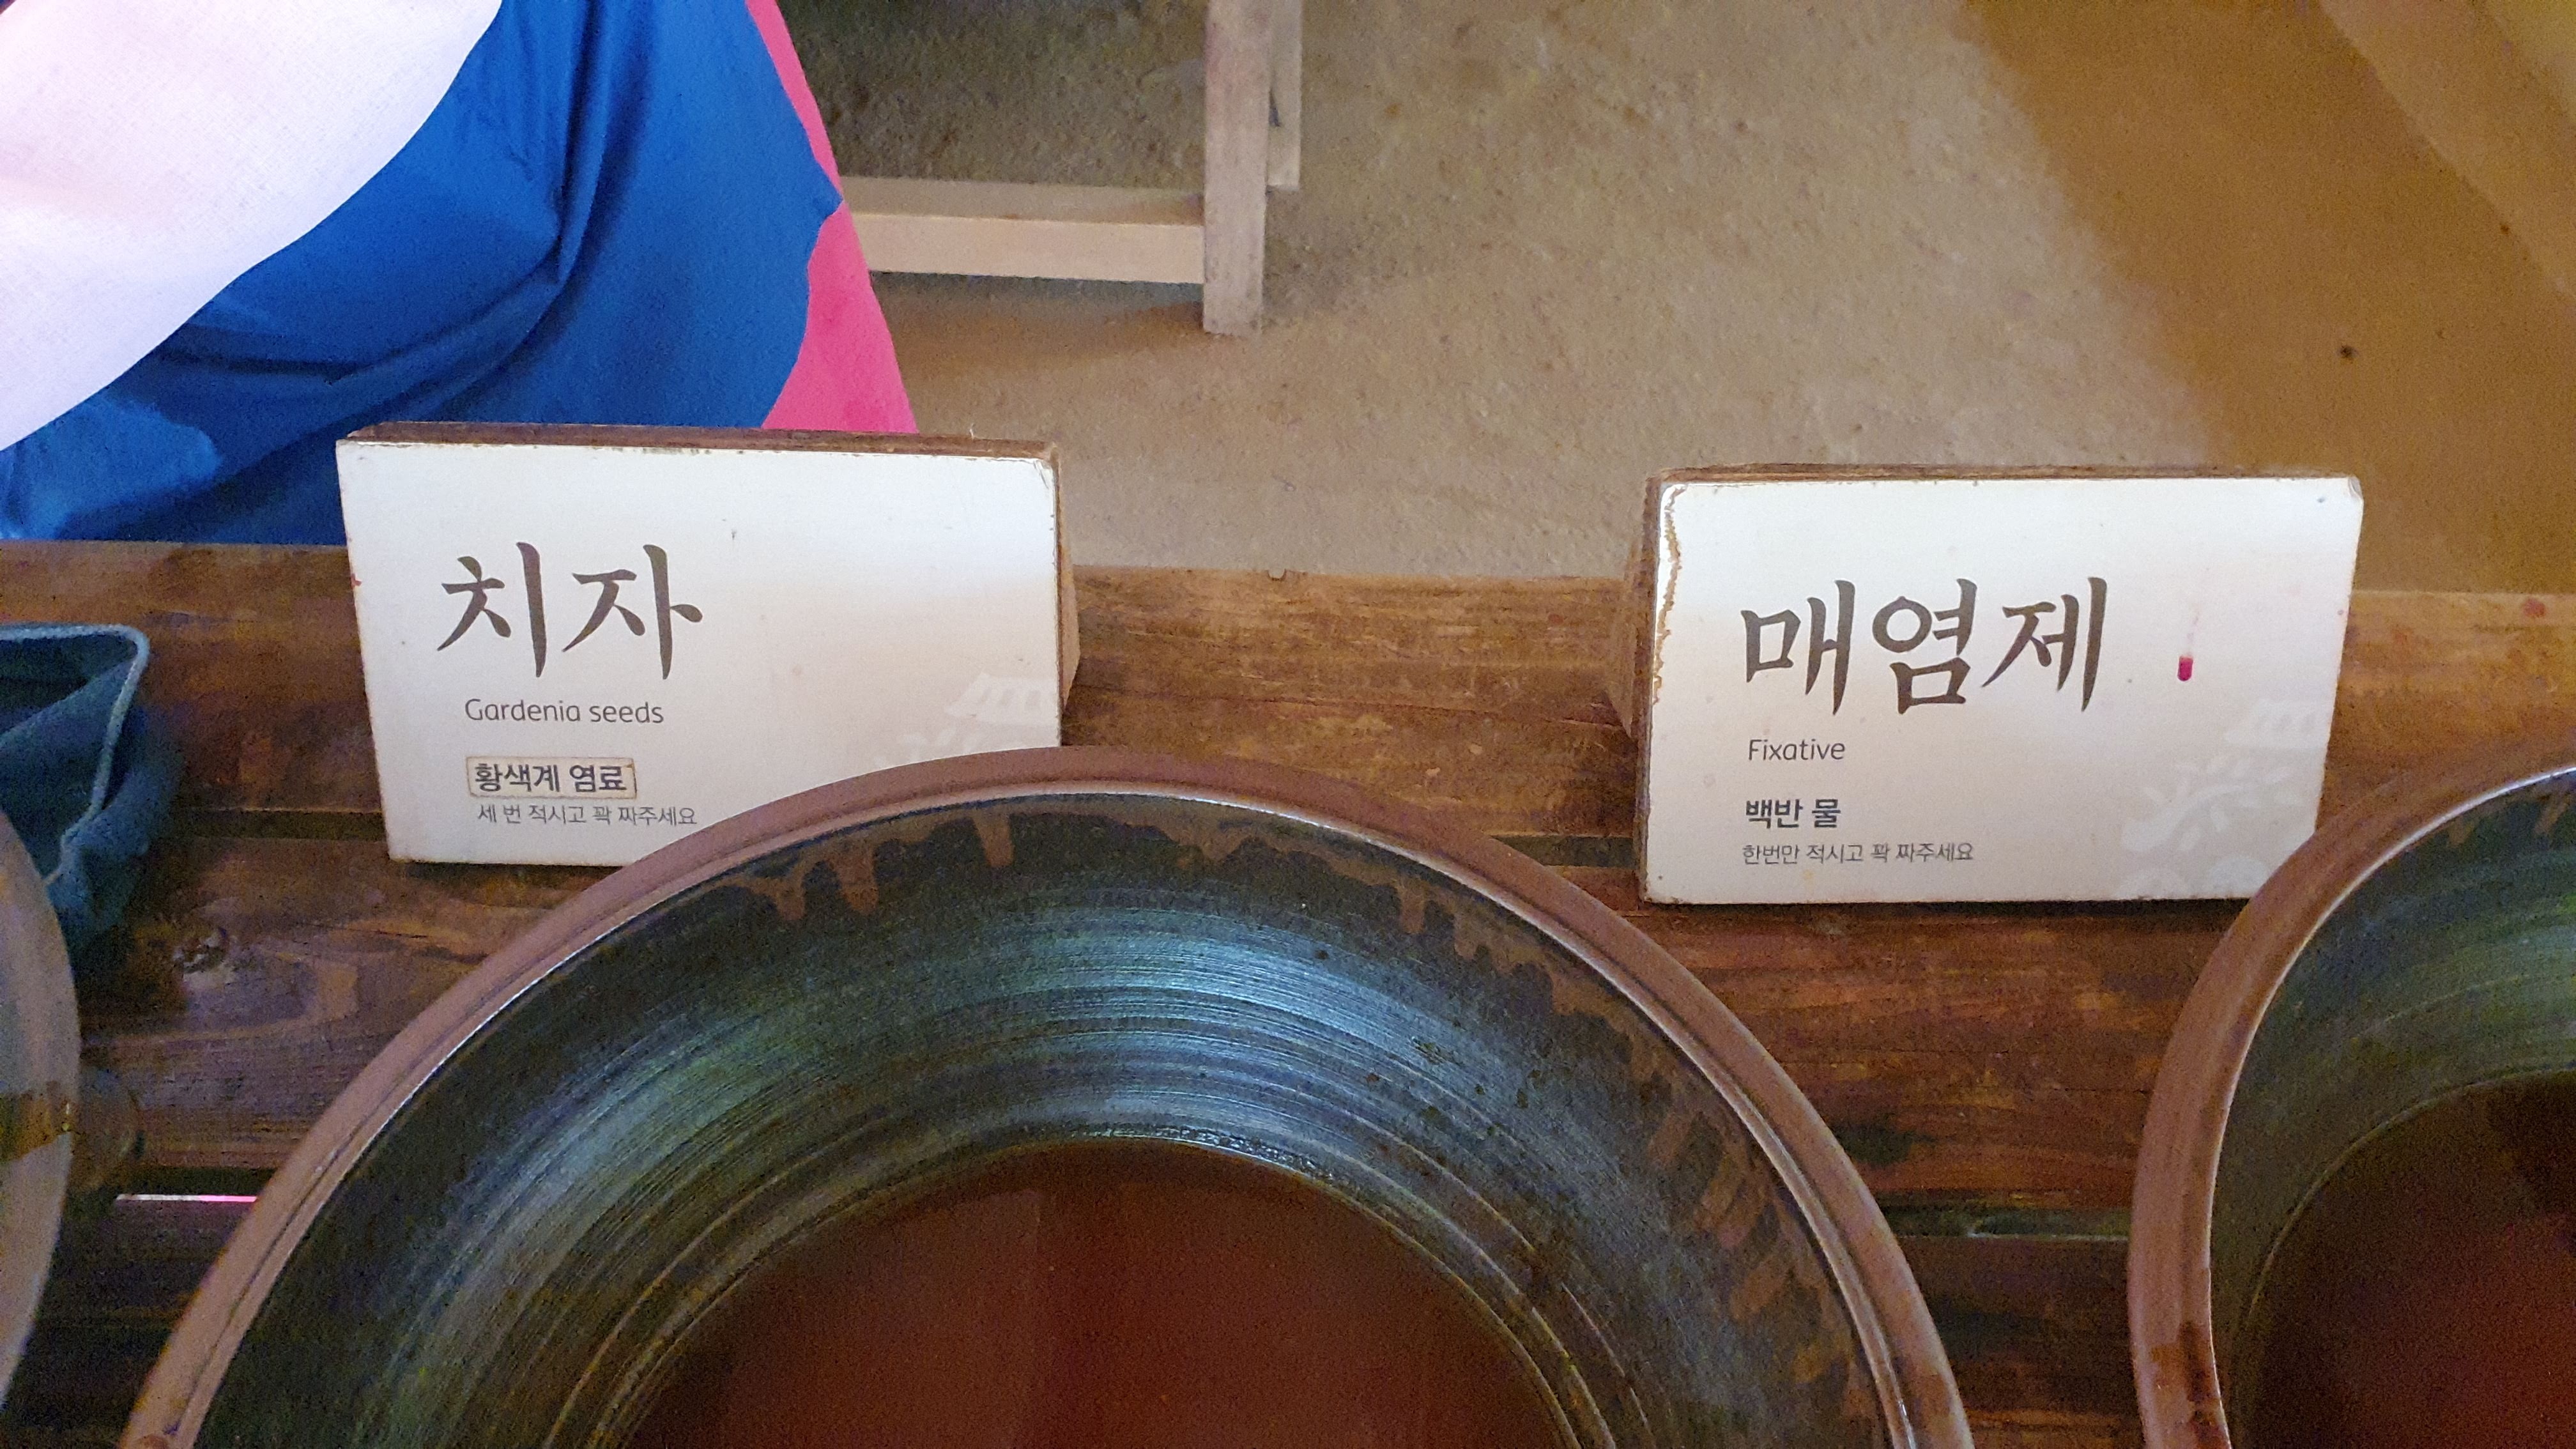 치자
Gardenia seeds
황색계 염료
세 번 적시고 꽉 짜주세요
매염제
Fixative
백반 물
한번만 적시고 꽉 짜주세요